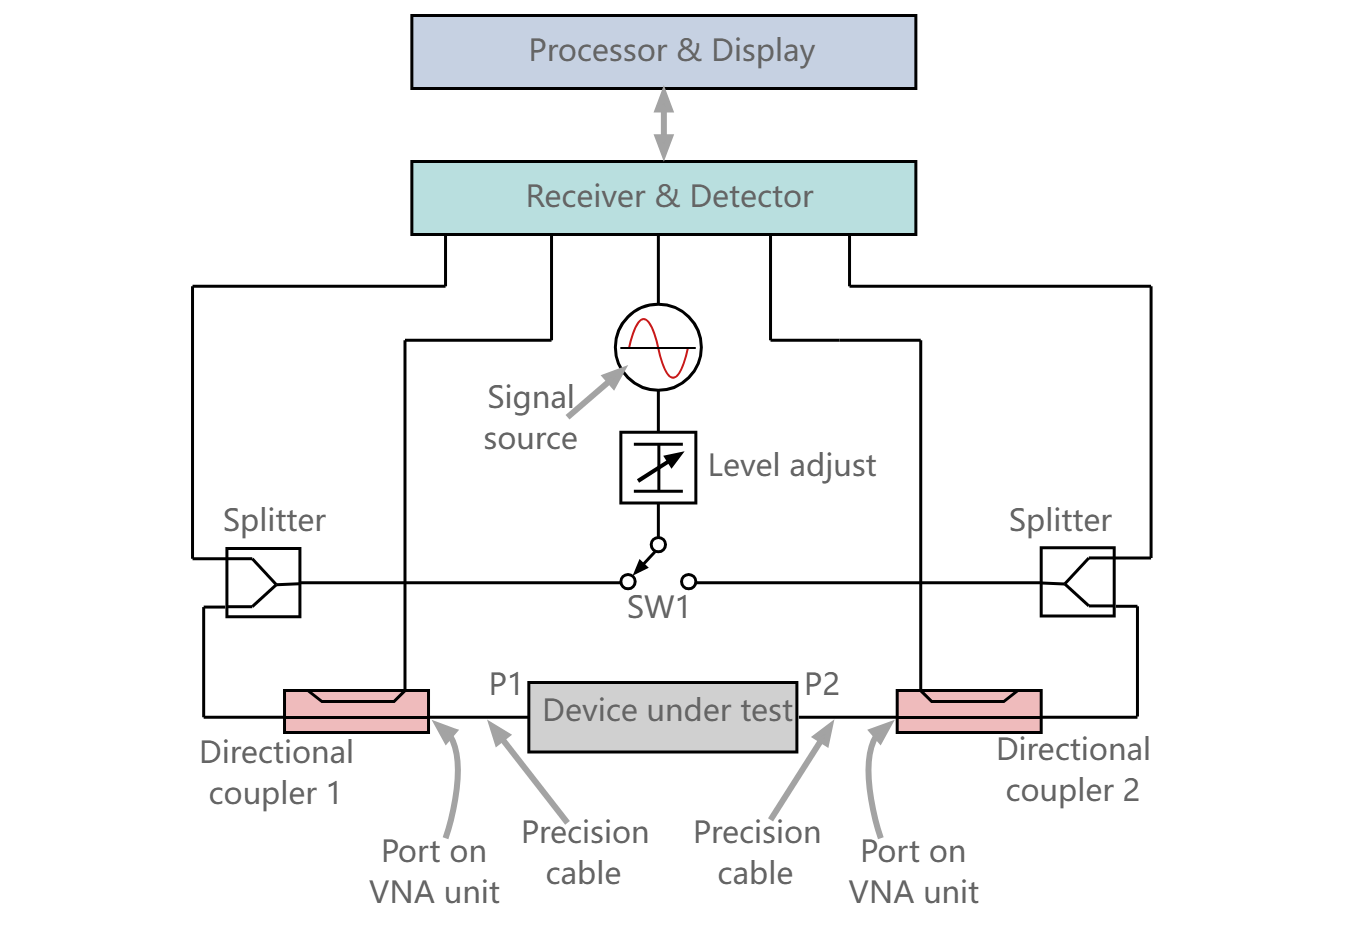 Processor & Display
Receiver & Detector
Signal
source
Level adjust
Splitter
Splitter
SW1
P1
P2
Device under test
Directional
coupler 1
Directional
coupler 2
Precision
cable
Precision
cable
Port on
VNA unit
Port on
VNA unit